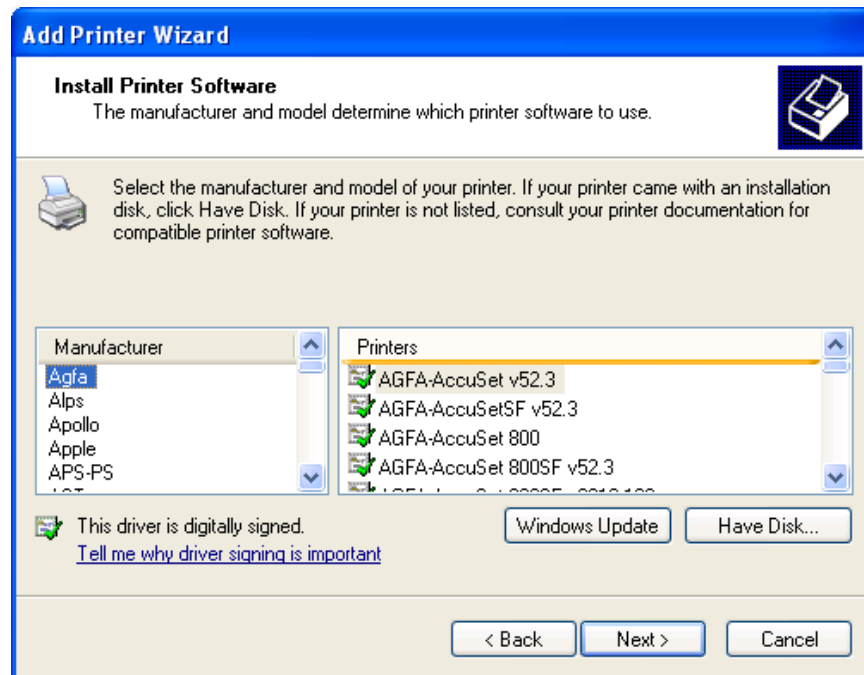 Add Printer Wizard
Install Printer Software
The manufacturer and model determine which printer software to use.
Select the manufacturer and model of your printer. If your printer came with an installation
disk, click Have Disk. If your printer is not listed, consult your printer documentation for
compatible printer software.
Manufacturer
Agfa
Alps
Apollo
Apple
APS-PS
Printers
AGFA-AccuSet v52.3
AGFA-AccuSetSF v52.3
AGFA-AccuSet 800
AGFA-AccuSet 800SF v52.3
This driver is digitally signed.
Tell me why driver signing is important
Windows Update
Have Disk...
< Back
Next >
Cancel